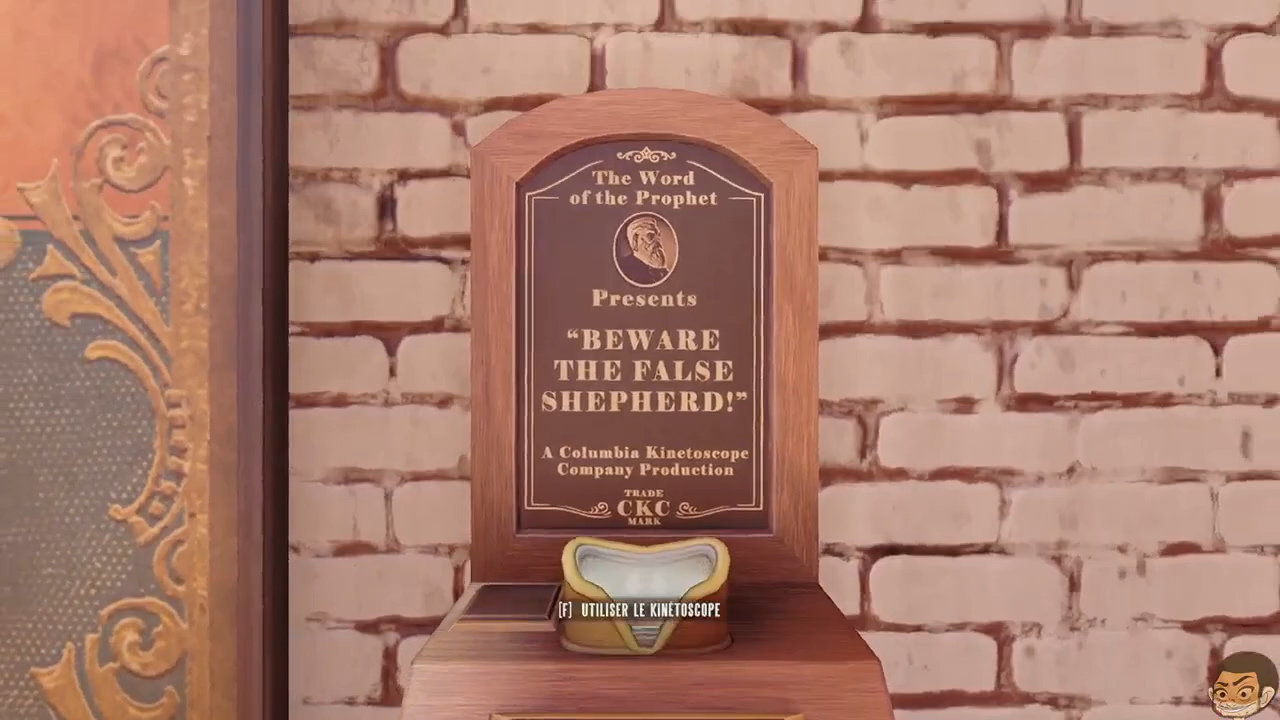 The Word
of the Prophet
Presents
“BEWARE
THE FALSE
SHEPHERD!”
A Columbia Kinetoscope
Company Production
TRADE
CKC
MARK
[F] UTILISER LE KINÉTOSCOPE